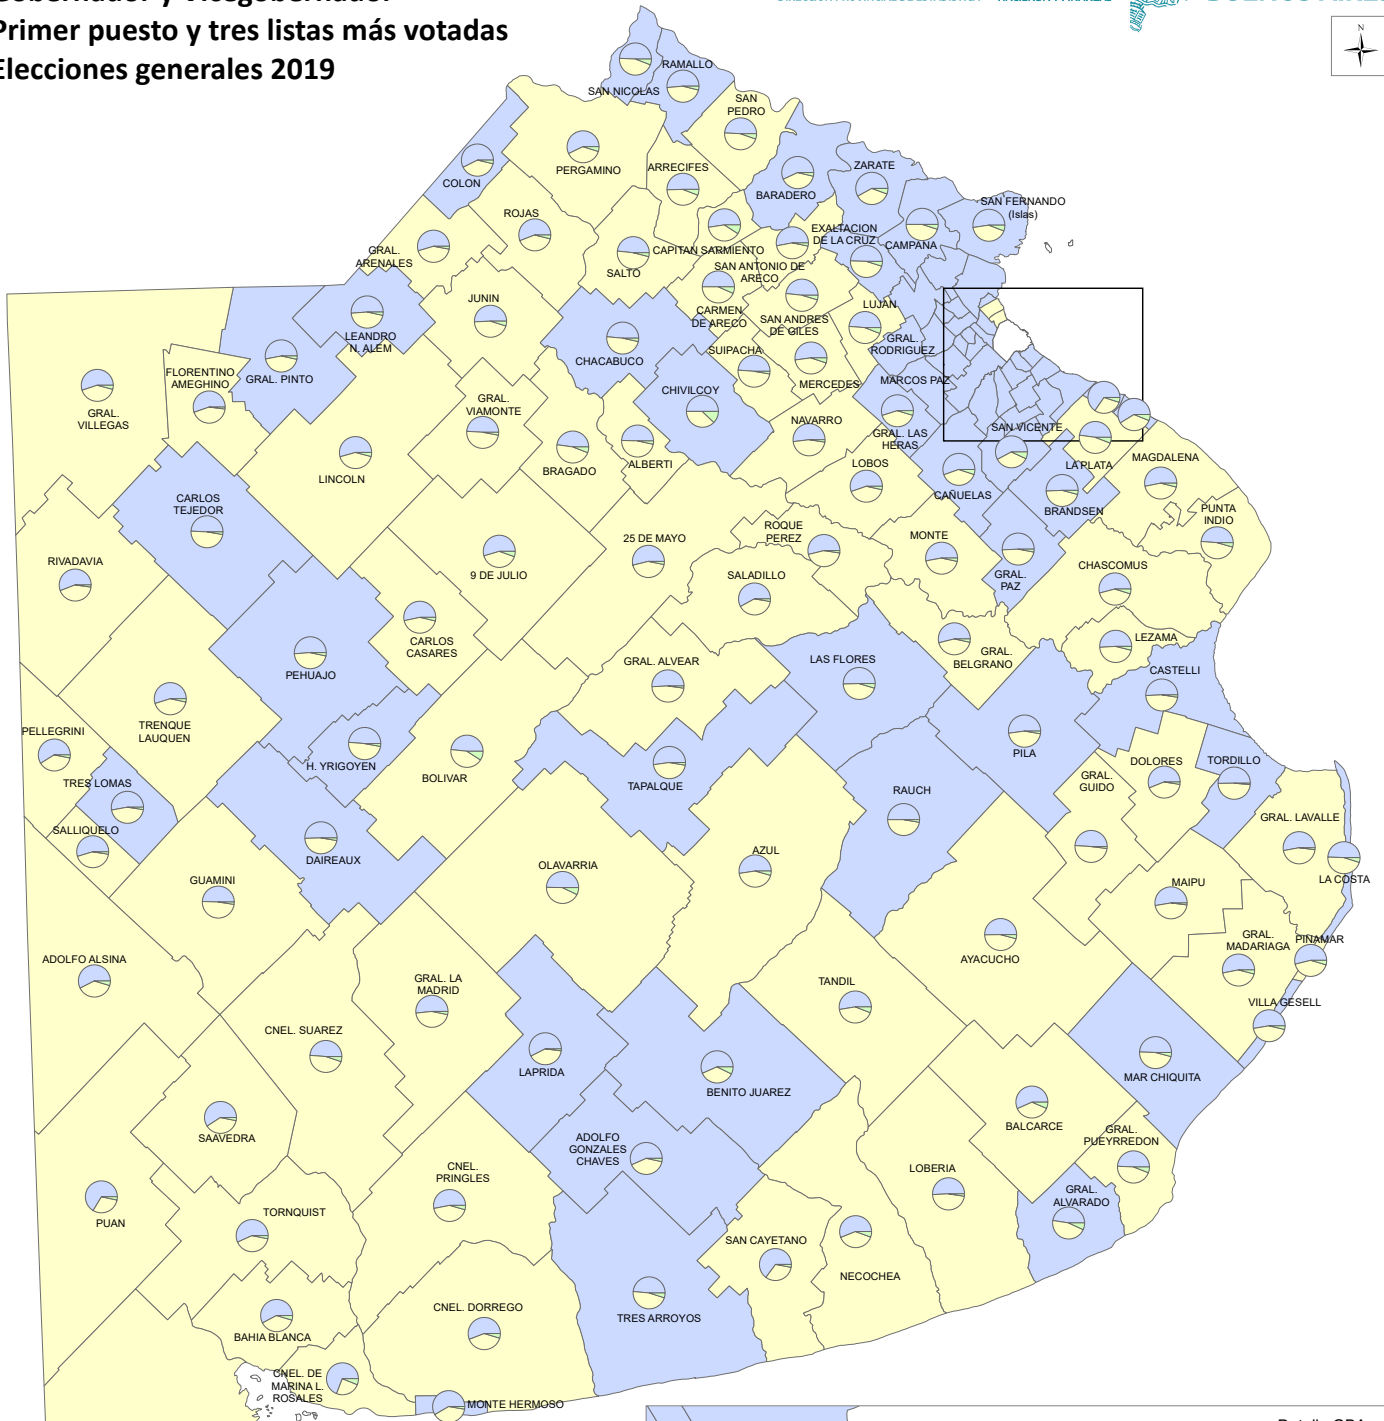 Primer puesto y tres listas más votadas
Elecciones generales 2019
N
SAN NICOLAS
RAMALLO
SAN
PEDRO
COLON
PERGAMINO
ARRECIFES
BARADERO
ZARATE
SAN FERNANDO
(Islas)
ROJAS
GRAL.
ARENALES
SALTO
CAPITAN SARMIENTO
EXALTACION
DE LA CRUZ
CAMPANA
SAN ANTONIO DE
ARECO
JUNIN
LEANDRO
N. ALEM
CARMEN
DE ARECO
SAN ANDRES
DE GILES
LUJAN
GRAL.
RODRIGUEZ
CHACABUCO
SUIPACHA
MERCEDES
MARCOS PAZ
FLORENTINO
AMEGHINO
GRAL. PINTO
GRAL.
VILLEGAS
CHIVILCOY
GRAL.
VIAMONTE
NAVARRO
GRAL. LAS
HERAS
SAN VICENTE
LINCOLN
BRAGADO
ALBERTI
LOBOS
CAÑUELAS
LA PLATA
MAGDALENA
BRANDSEN
CARLOS
TEJEDOR
PUNTA
INDIO
ROQUE
PEREZ
25 DE MAYO
MONTE
9 DE JULIO
RIVADAVIA
SALADILLO
GRAL.
PAZ
CHASCOMUS
CARLOS
CASARES
LEZAMA
GRAL.
BELGRANO
GRAL. ALVEAR
LAS FLORES
CASTELLI
PEHUAJO
TRENQUE
LAUQUEN
PELLEGRINI
H. YRIGOYEN
BOLIVAR
TAPALQUE
PILA
DOLORES
TORDILLO
TRES LOMAS
GRAL.
GUIDO
RAUCH
GRAL. LAVALLE
SALLIQUELO
DAIREAUX
OLAVARRIA
AZUL
LA COSTA
GUAMINI
MAIPU
GRAL.
MADARIAGA
PINAMAR
ADOLFO ALSINA
AYACUCHO
GRAL. LA
MADRID
TANDIL
VILLA GESELL
CNEL. SUAREZ
LAPRIDA
BENITO JUAREZ
MAR CHIQUITA
SAAVEDRA
BALCARCE
GRAL.
PUEYRREDON
ADOLFO
GONZALES
CHAVES
CNEL.
PRINGLES
LOBERIA
GRAL.
ALVARADO
PUAN
TORNQUIST
SAN CAYETANO
NECOCHEA
CNEL. DORREGO
TRES ARROYOS
BAHIA BLANCA
CNEL. DE
MARINA L.
ROSALES
MONTE HERMOSO